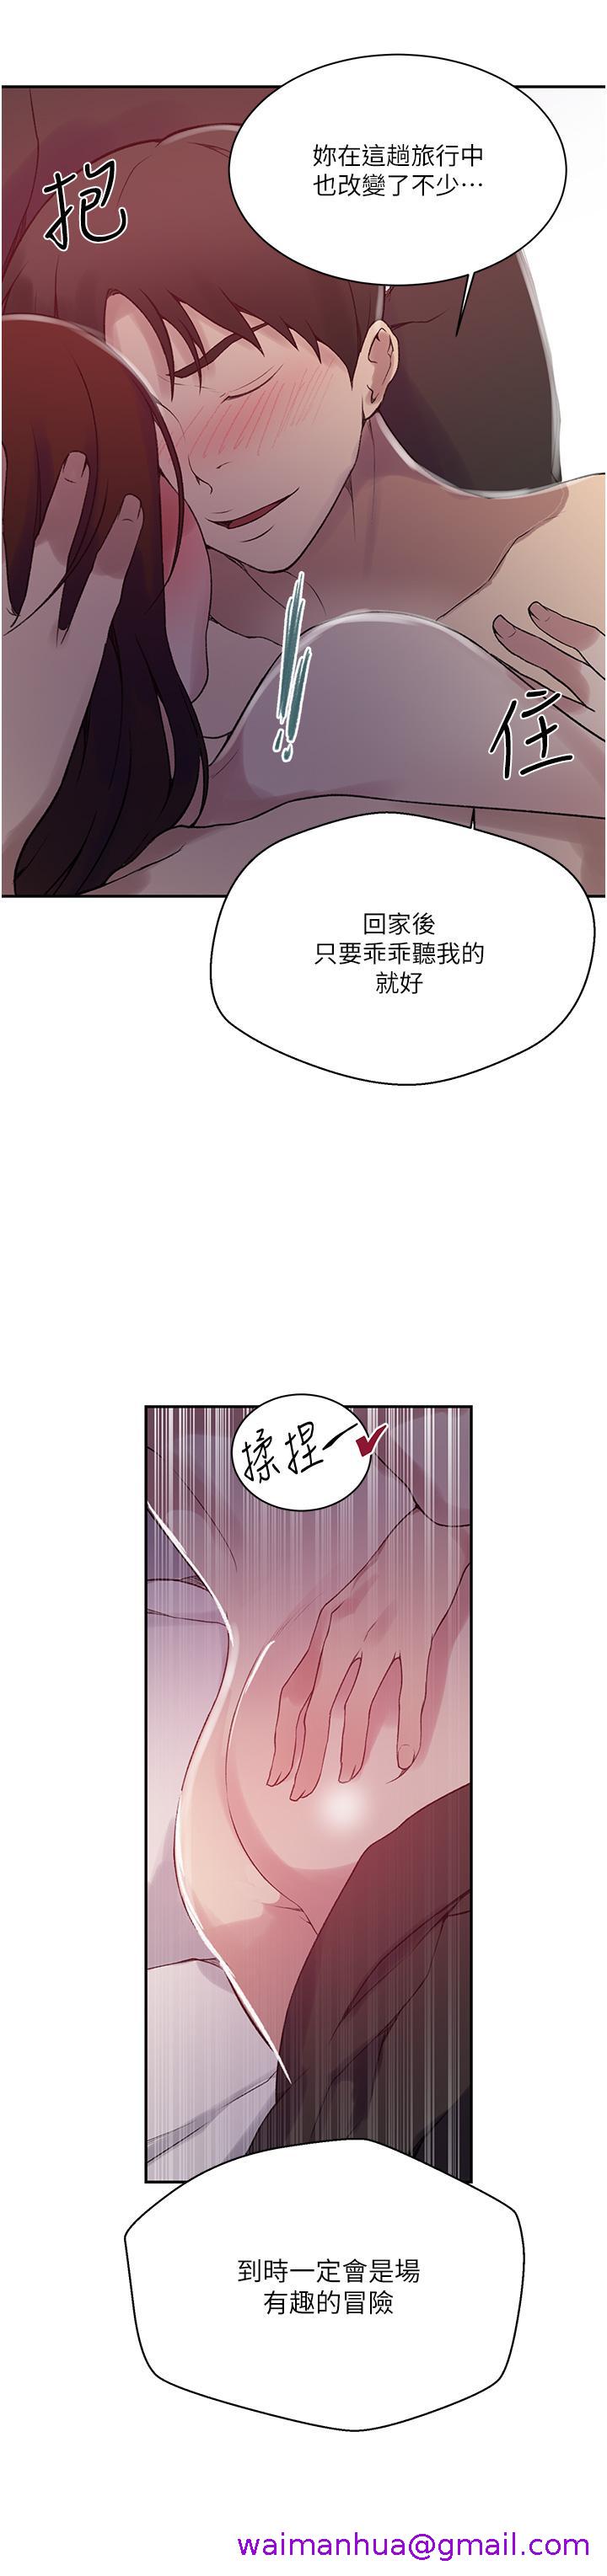 妳在這趟旅行中
也改變了不少…
抱
住
回家後
只要乖乖聽我的
就好
揉捏
到時一定會是場
有趣的冒險
waimanhua@gmail.com